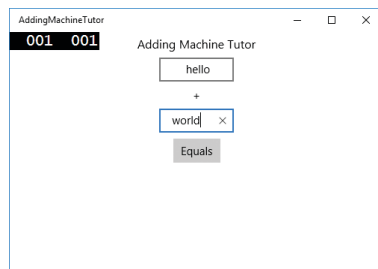 AddingMachineTutor
001 001
Adding Machine Tutor
hello
+
world
Equals